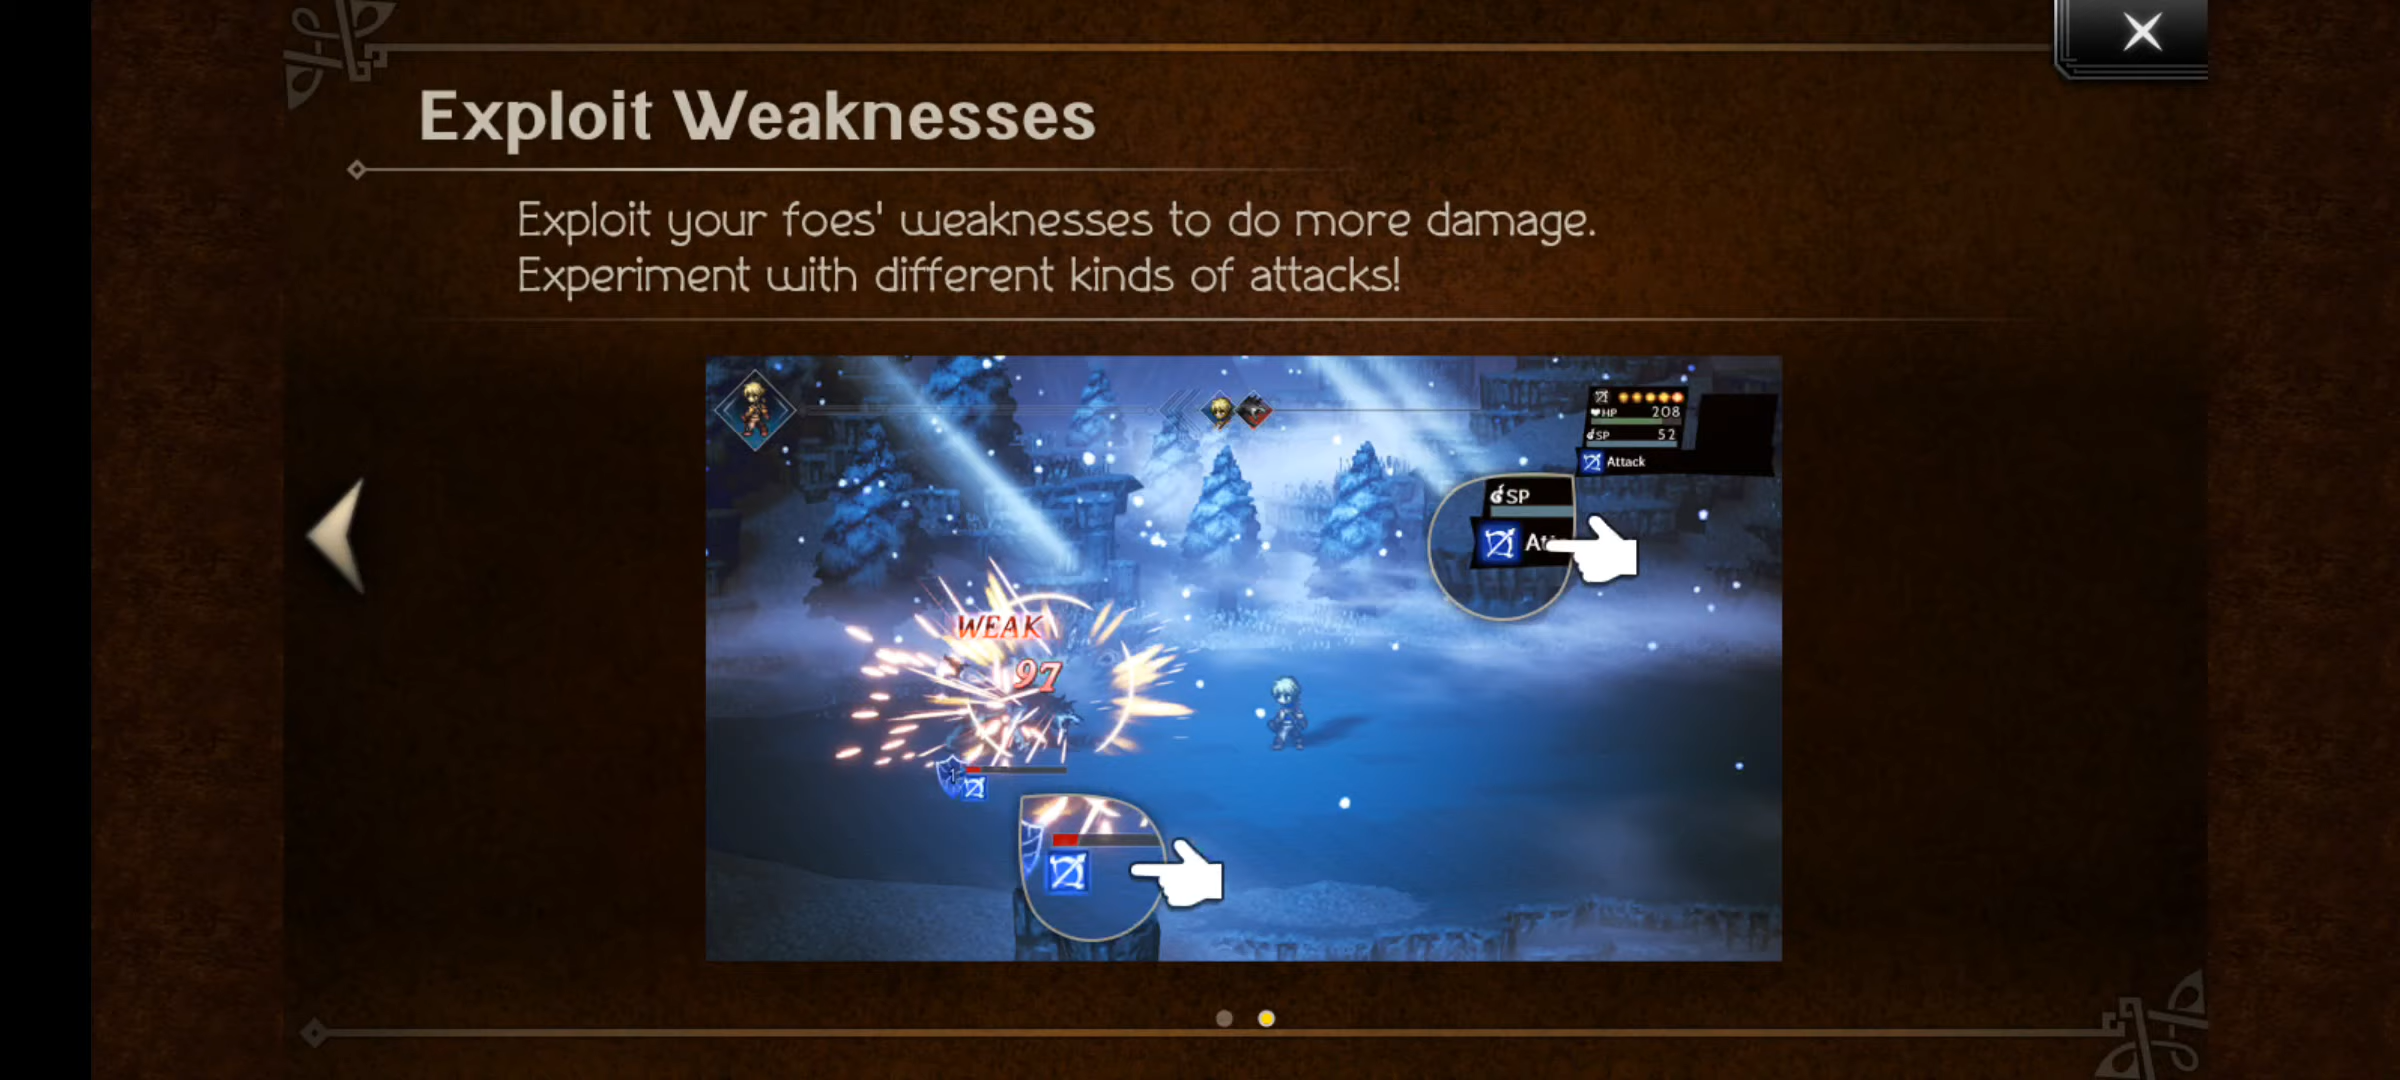 Exploit Weaknesses
Exploit your foes' weaknesses to do more damage.
Experiment with different kinds of attacks!
HP 208
SP 52
Attack
SP
WEAK
97
1